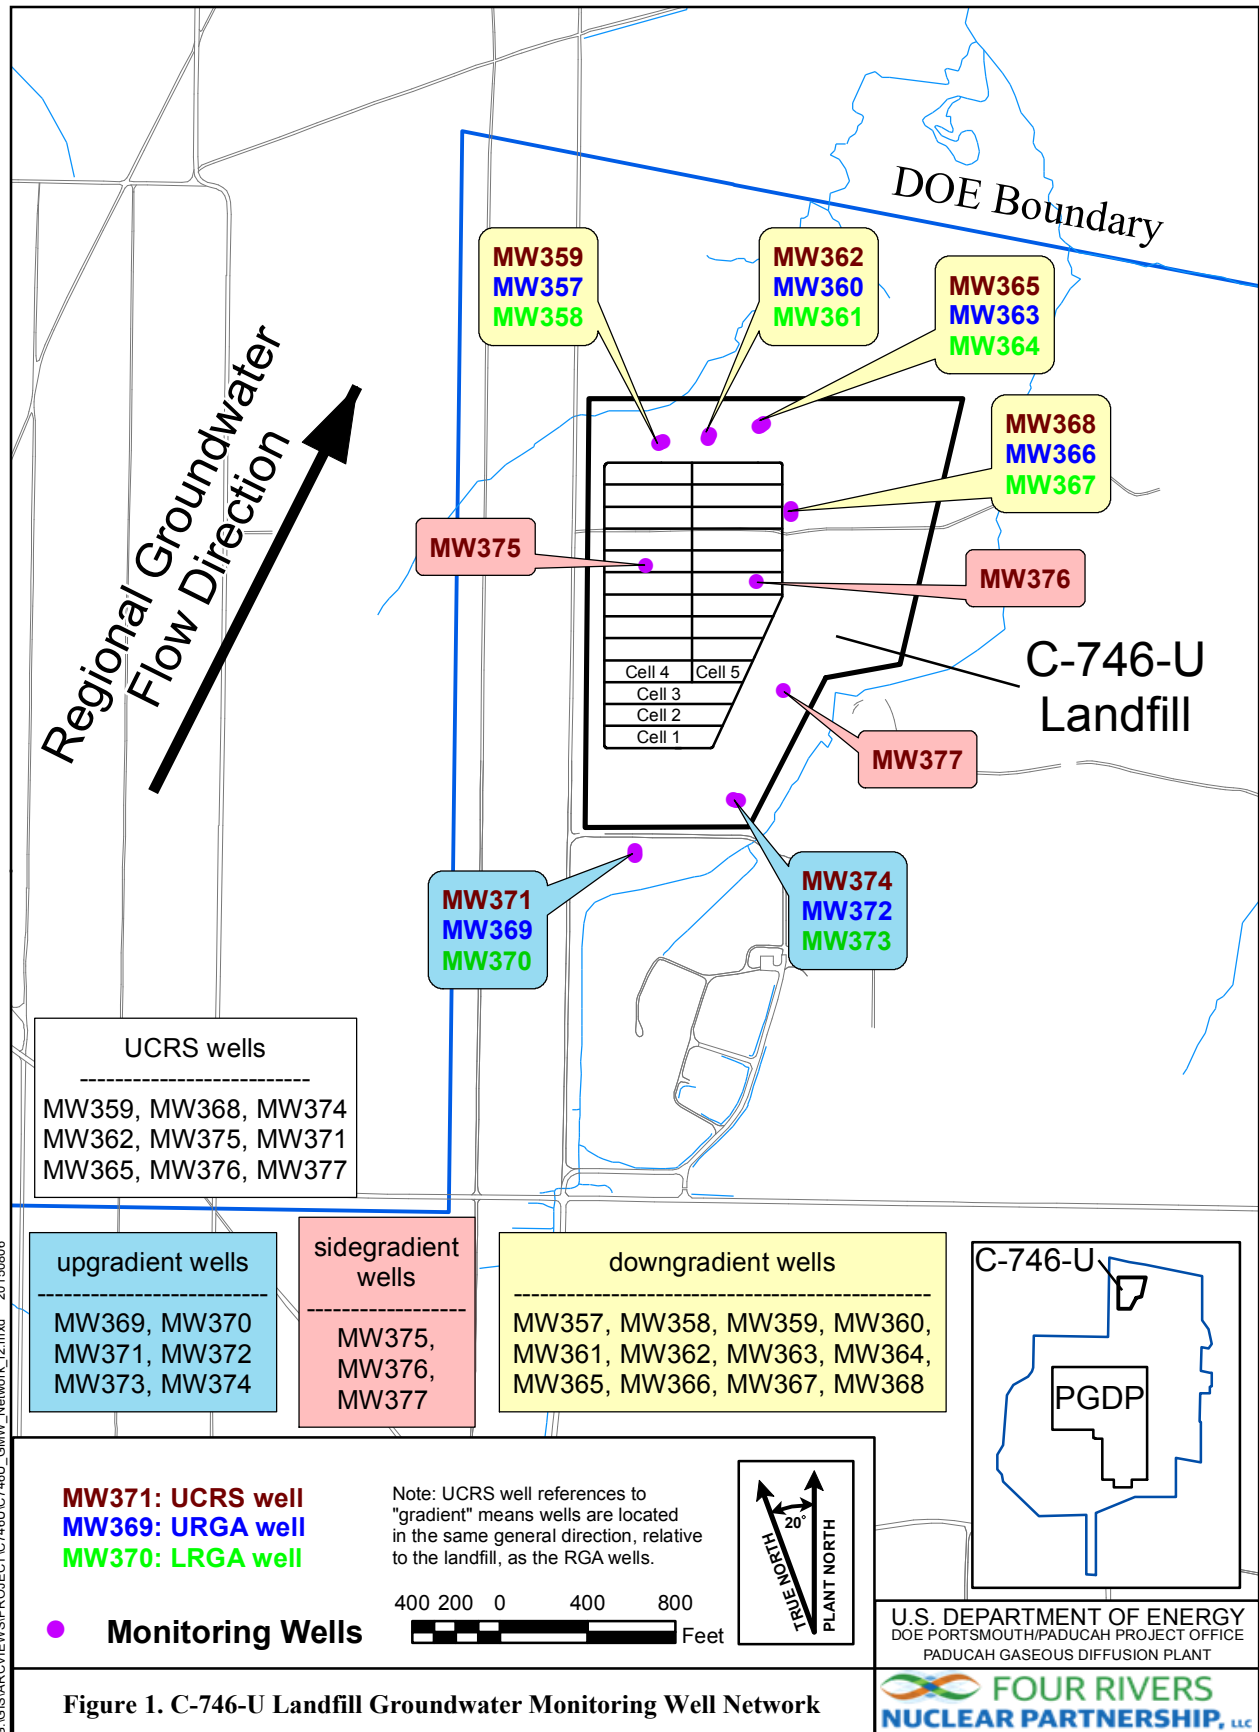 DOE Boundary
MW359
MW357
MW358
MW362
MW360
MW361
MW365
MW363
MW364
MW368
MW366
MW367
Regional Groundwater
Flow Direction
MW375
MW376
C-746-U
Landfill
Cell 4
Cell 5
Cell 3
Cell 2
Cell 1
MW377
MW371
MW369
MW370
MW374
MW372
MW373
UCRS wells
--------------------------
MW359, MW368, MW374
MW362, MW375, MW371
MW365, MW376, MW377
upgradient wells
--------------------------
MW369, MW370
MW371, MW372
MW373, MW374
sidegradient
wells
------------------
MW375,
MW376,
MW377
downgradient wells
-----------------------------------------------
MW357, MW358, MW359, MW360,
MW361, MW362, MW363, MW364,
MW365, MW366, MW367, MW368
C-746-U
PGDP
MW371: UCRS well
MW369: URGA well
MW370: LRGA well
Monitoring Wells
Note: UCRS well references to
"gradient" means wells are located
in the same general direction, relative
to the landfill, as the RGA wells.
400 200 0 400 800
Feet
20°
TRUE NORTH
PLANT NORTH
U.S. DEPARTMENT OF ENERGY
DOE PORTSMOUTH/PADUCAH PROJECT OFFICE
PADUCAH GASEOUS DIFFUSION PLANT
FOUR RIVERS
NUCLEAR PARTNERSHIP, LLC
Figure 1. C-746-U Landfill Groundwater Monitoring Well Network